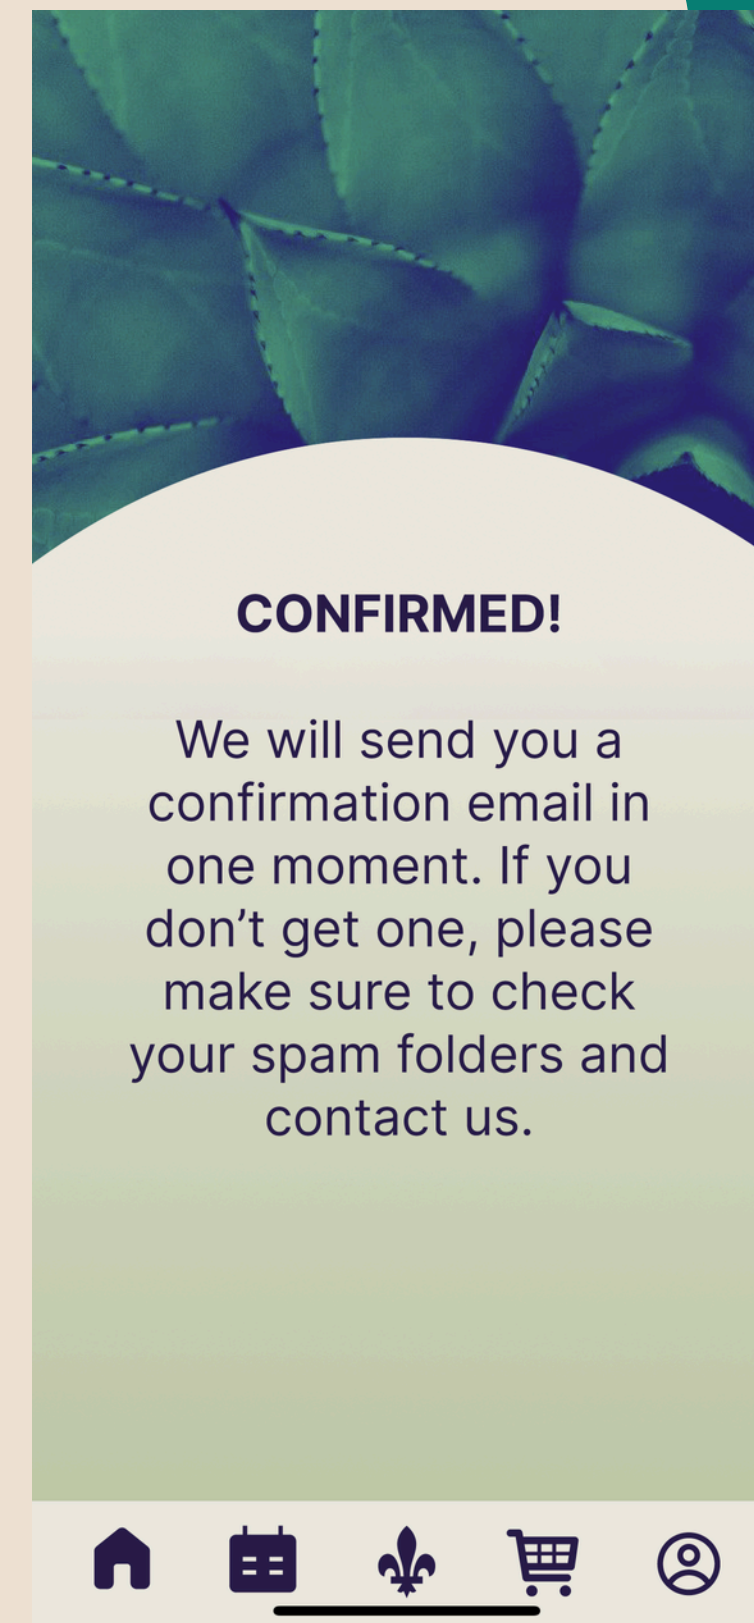 CONFIRMED!
We will send you a
confirmation email in
one moment. If you
don’t get one, please
make sure to check
your spam folders and
contact us.